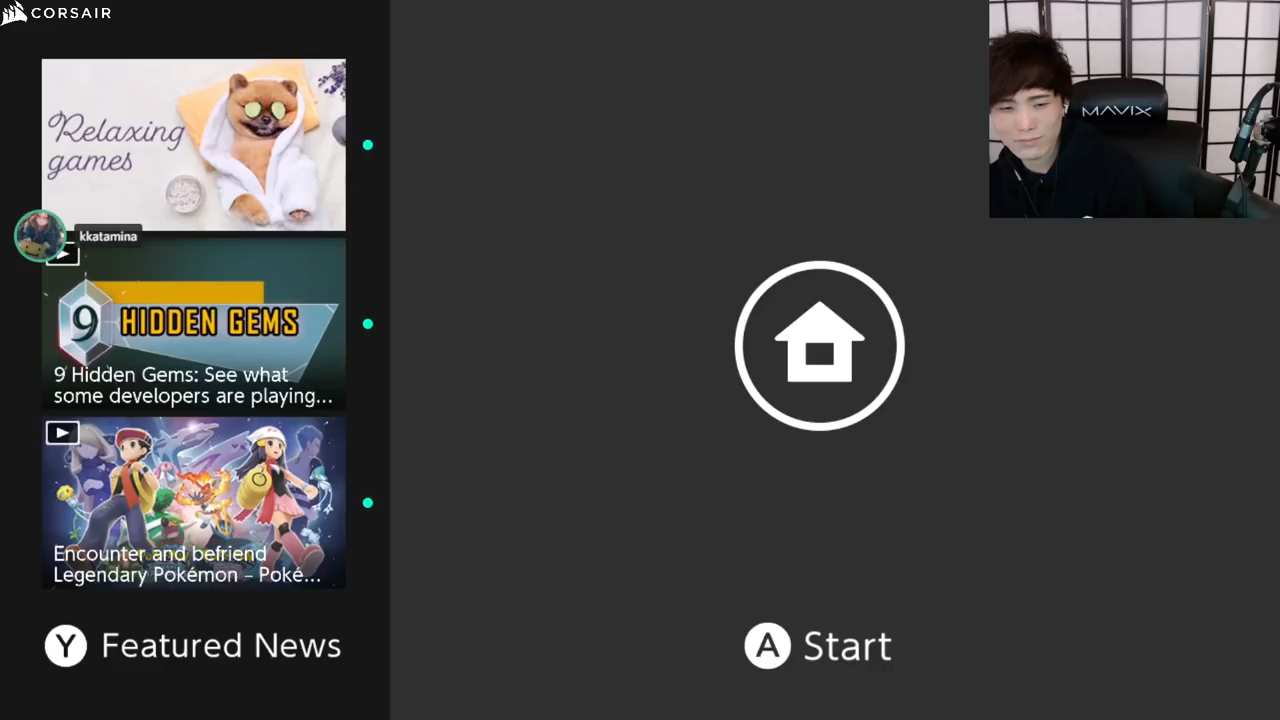 CORSAIR
Relaxing
games
kkatamina
9 HIDDEN GEMS
9 Hidden Gems: See what
some developers are playing...
Encounter and befriend
Legendary Pokémon – Poké...
Y Featured News
A Start
MAVIX